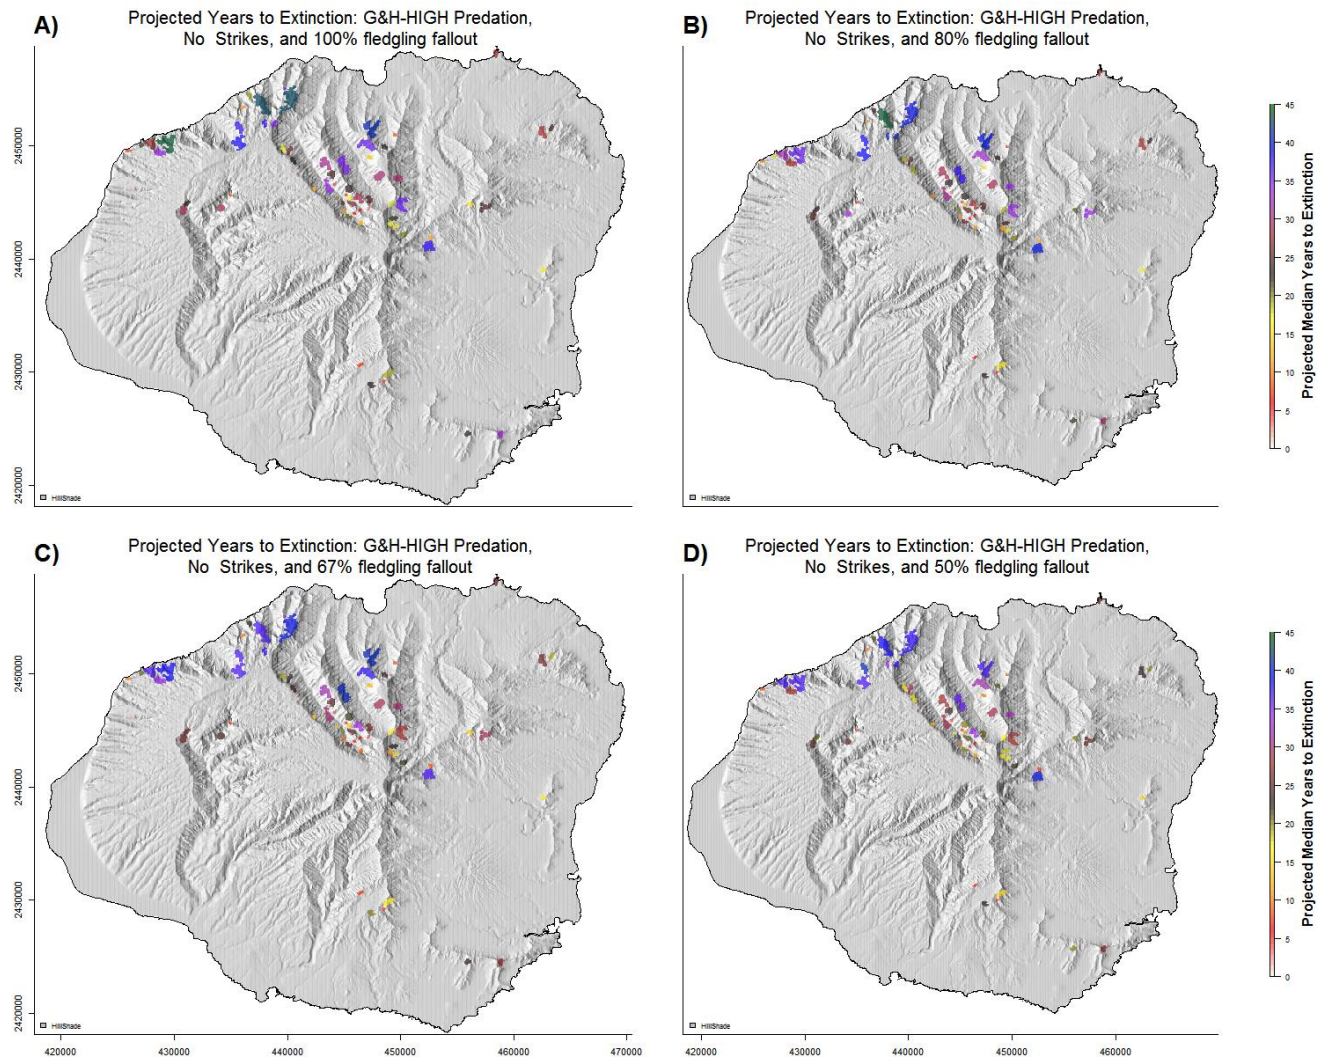 A)
Projected Years to Extinction: G&H-HIGH Predation,
No Strikes, and 100% fledgling fallout
B)
Projected Years to Extinction: G&H-HIGH Predation,
No Strikes, and 80% fledgling fallout
2450000
2440000
2430000
2420000
HillShade
HillShade
45
40
35
30
25
20
15
10
5
0
Projected Median Years to Extinction
C)
Projected Years to Extinction: G&H-HIGH Predation,
No Strikes, and 67% fledgling fallout
D)
Projected Years to Extinction: G&H-HIGH Predation,
No Strikes, and 50% fledgling fallout
2450000
2440000
2430000
2420000
HillShade
HillShade
45
40
35
30
25
20
15
10
5
0
Projected Median Years to Extinction
420000 430000 440000 450000 460000 470000
420000 430000 440000 450000 460000